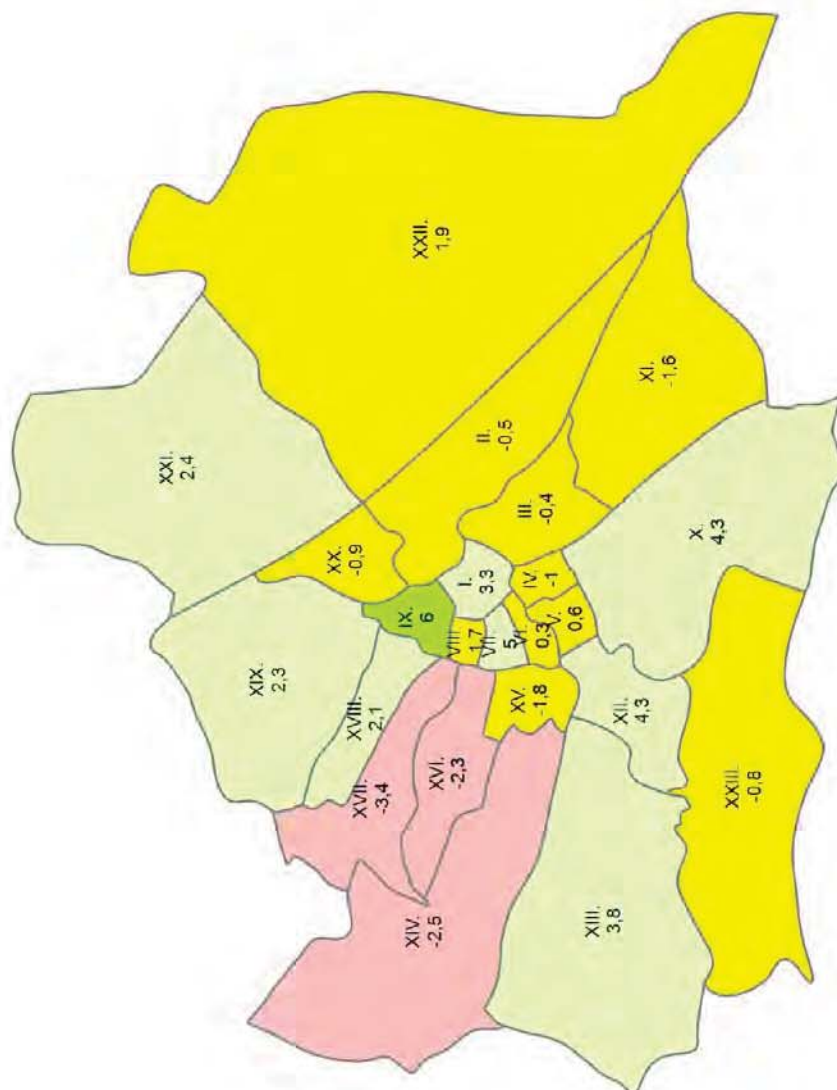 XXI.
2,4
XIX.
2,3
XX.
-0,9
XVIII.
2,1
XVII.
-3,4
IX.
6
XIV.
-2,5
XXII.
1,9
XVI.
-2,3
VIII.
1,7
I.
3,3
II.
-0,5
VII.
5
XV.
-1,8
VI.
0,3
IV.
-1
III.
-0,4
V.
0,6
XIII.
3,8
XII.
4,3
XI.
-1,6
X.
4,3
XXIII.
-0,8